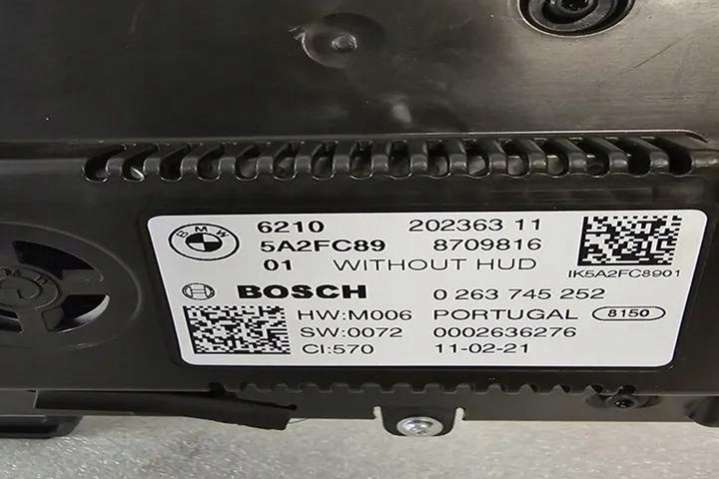 BMW 6210 202363 11
5A2FC89 8709816
01 WITHOUT HUD
IK5A2FC8901
BOSCH 0 263 745 252
HW:M006 PORTUGAL 8150
SW:0072 0002636276
CI:570 11-02-21